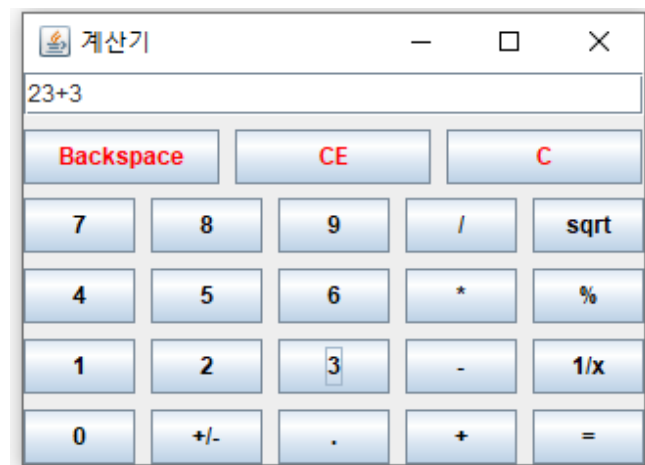 계산기
23+3
Backspace CE C
7 8 9 / sqrt
4 5 6 * %
1 2 3 - 1/x
0 +/- . + =